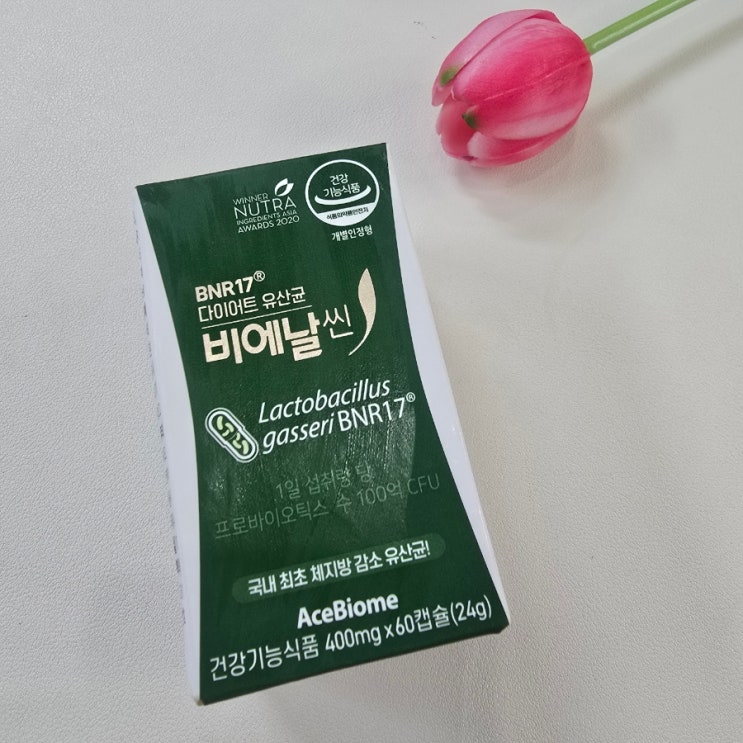 WINNER
NUTRA
INGREDIENTS ASIA
AWARDS 2020
건강
기능식품
식품의약품안전처
개별인정형
BNR17®
다이어트 유산균
비에날씬
Lactobacillus
gasseri BNR17®
1일 섭취량 당
프로바이오틱스 수 100억 CFU
국내 최초 체지방 감소 유산균!
AceBiome
건강기능식품 400mg x 60캡슐(24g)